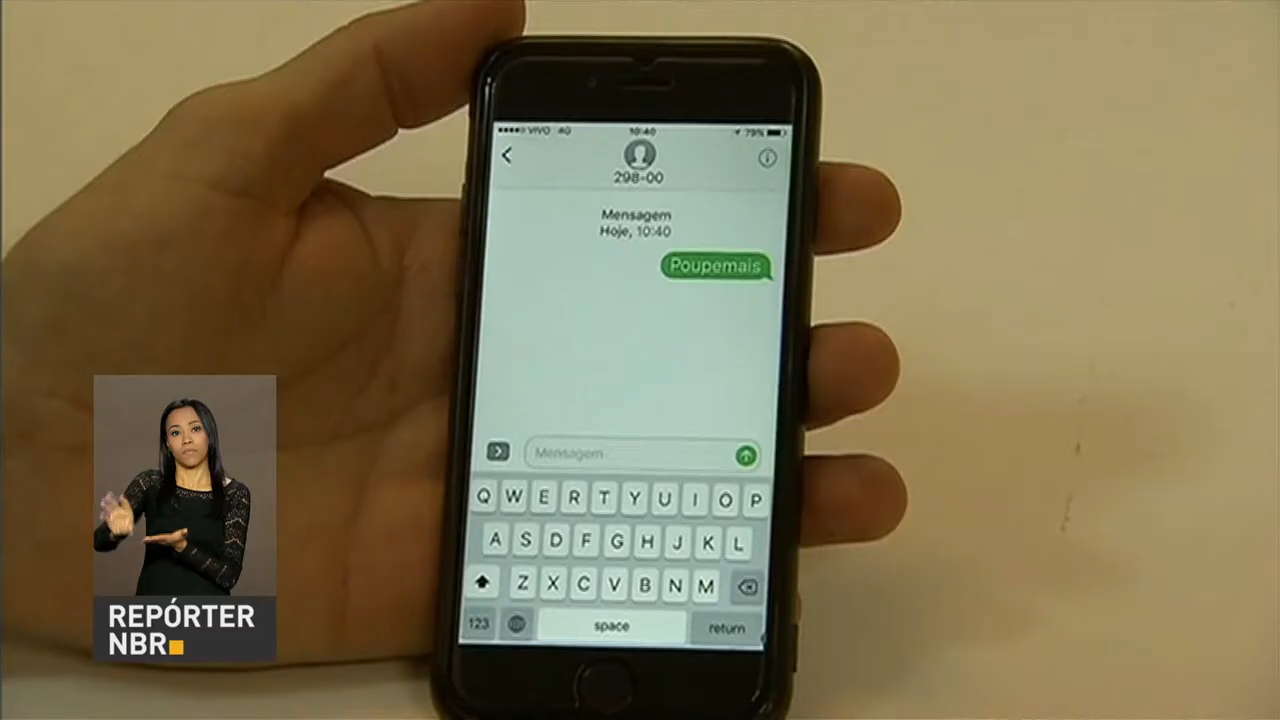 VIVO 4G 10:40 79%
298-00
Mensagem
Hoje, 10:40
Poupemais
Mensagem
Q W E R T Y U I O P
A S D F G H J K L
Z X C V B N M
123 space return
REPÓRTER
NBR